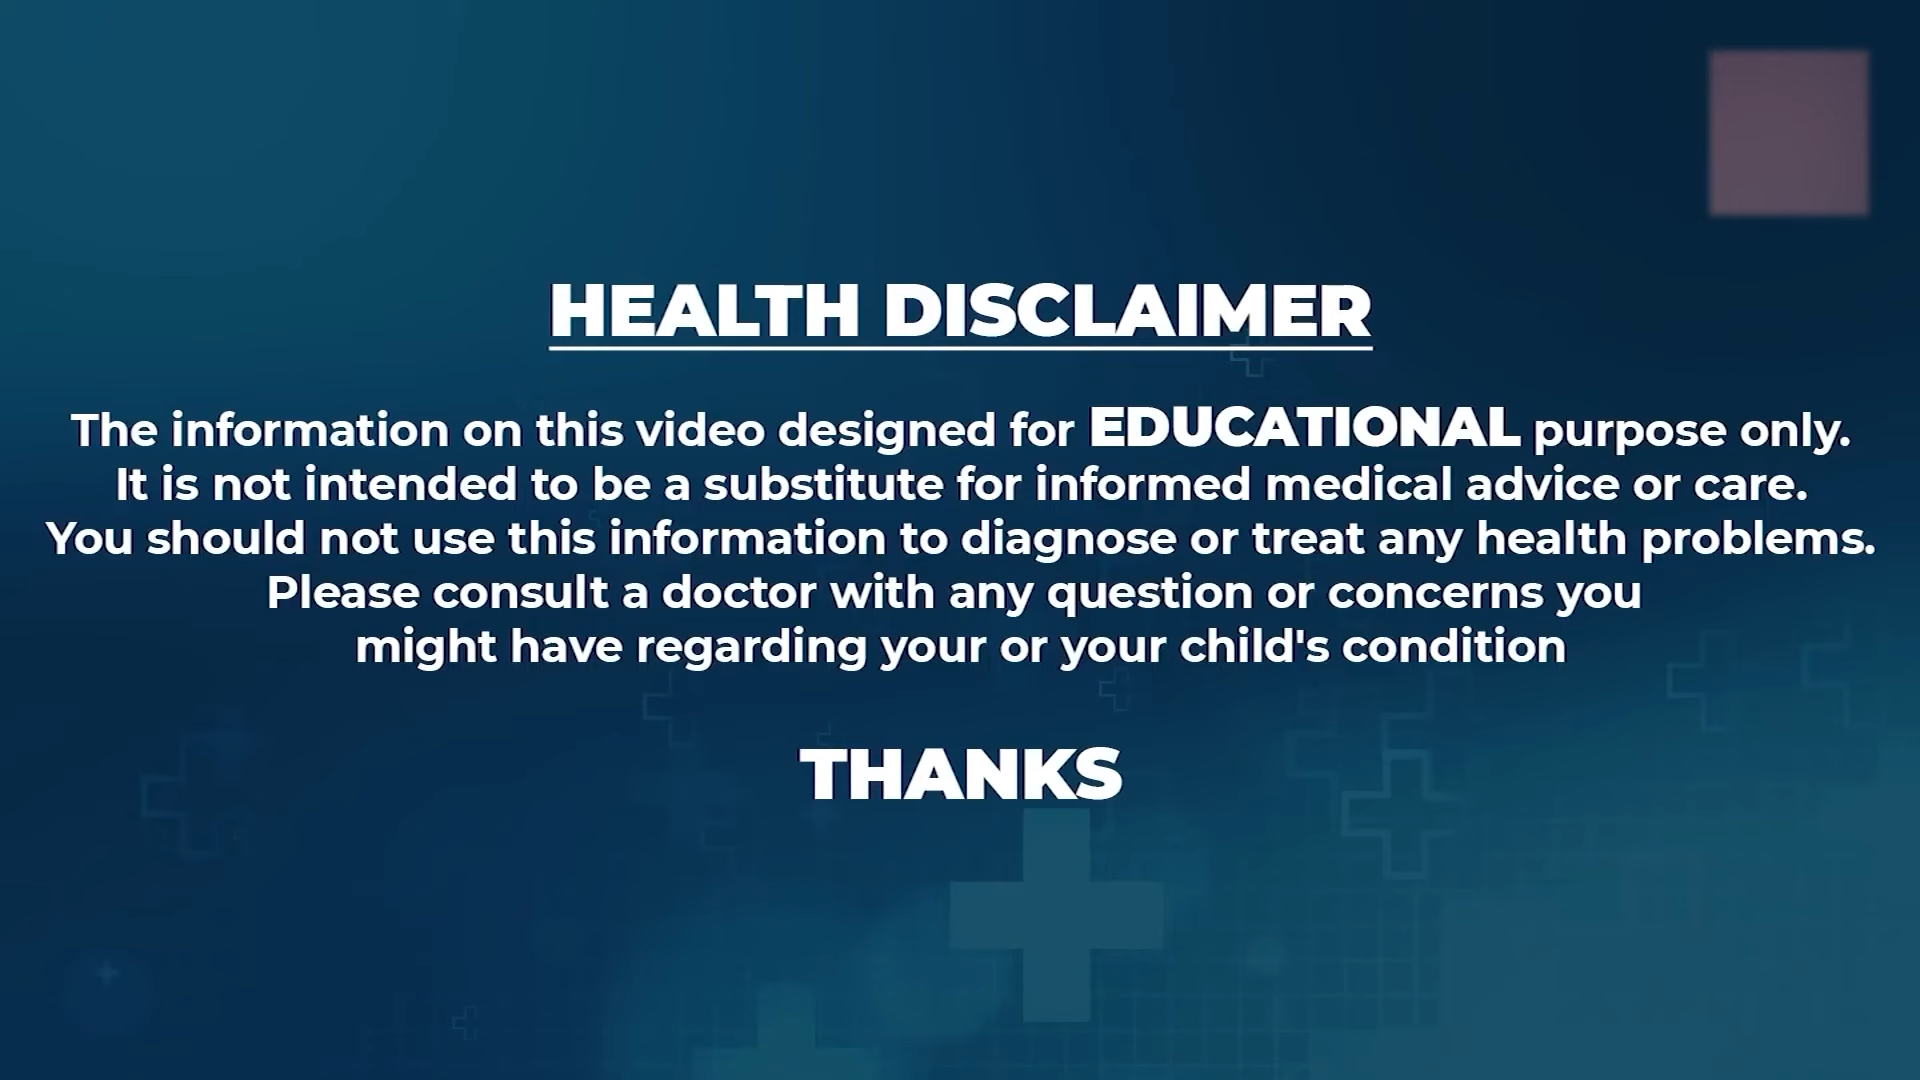 HEALTH DISCLAIMER
The information on this video designed for EDUCATIONAL purpose only.
It is not intended to be a substitute for informed medical advice or care.
You should not use this information to diagnose or treat any health problems.
Please consult a doctor with any question or concerns you
might have regarding your or your child's condition
THANKS